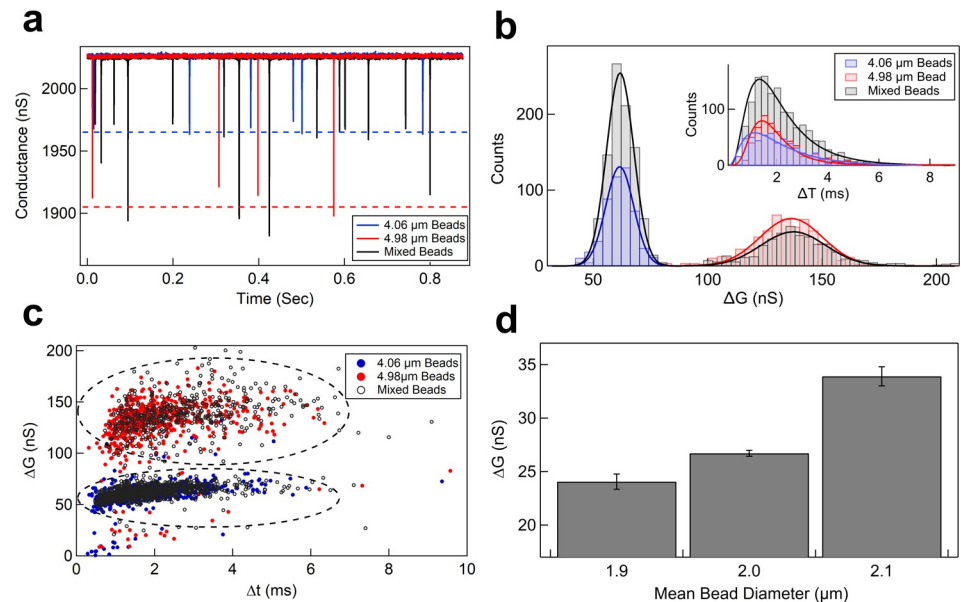 a
Conductance (nS)
2000
1950
1900
0.0
0.2
0.4
0.6
0.8
Time (Sec)
4.06 µm Beads
4.98 µm Beads
Mixed Beads
b
Counts
200
100
0
50
100
150
200
ΔG (nS)
4.06 µm Beads
4.98 µm Bead
Mixed Beads
Counts
100
0
2
4
6
8
ΔT (ms)
c
ΔG (nS)
200
150
100
50
0
0
2
4
6
8
10
Δt (ms)
4.06 µm Beads
4.98µm Beads
Mixed Beads
d
ΔG (nS)
35
30
25
20
1.9
2.0
2.1
Mean Bead Diameter (µm)